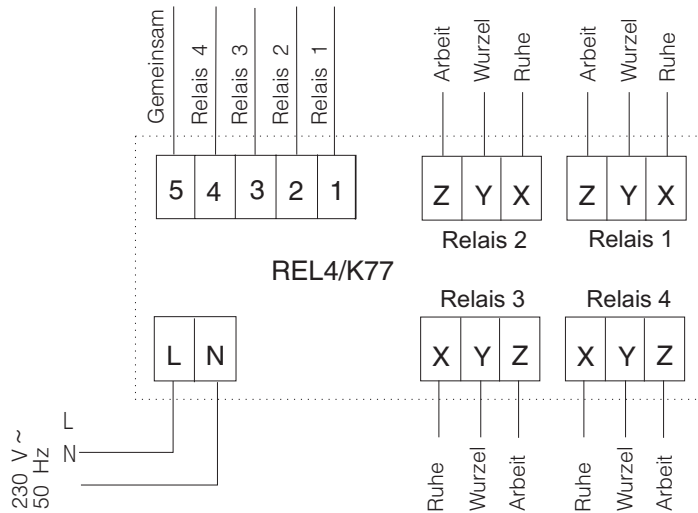 Gemeinsam
Relais 4
Relais 3
Relais 2
Relais 1
Arbeit
Wurzel
Ruhe
Arbeit
Wurzel
Ruhe
5 4 3 2 1
Z Y X
Z Y X
Relais 2
Relais 1
REL4/K77
Relais 3
Relais 4
L N
X Y Z
X Y Z
L
N
230 V ~
50 Hz
Ruhe
Wurzel
Arbeit
Ruhe
Wurzel
Arbeit